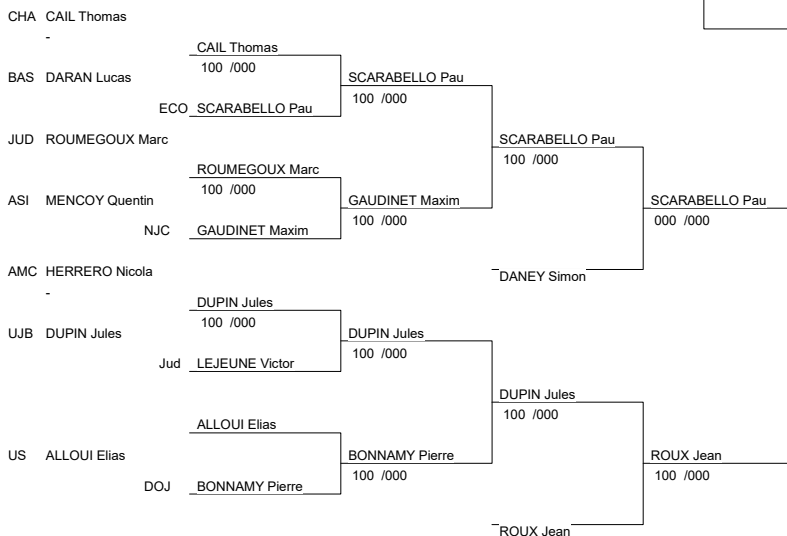 CHA CAIL Thomas
-
CAIL Thomas
100 /000
BAS DARAN Lucas
SCARABELLO Pau
100 /000
ECO SCARABELLO Pau
JUD ROUMEGOUX Marc
SCARABELLO Pau
100 /000
ROUMEGOUX Marc
100 /000
ASI MENCOY Quentin
GAUDINET Maxim
SCARABELLO Pau
100 /000
000 /000
NJC GAUDINET Maxim
AMC HERRERO Nicola
DANEY Simon
-
DUPIN Jules
100 /000
UJB DUPIN Jules
DUPIN Jules
100 /000
Jud LEJEUNE Victor
DUPIN Jules
100 /000
ALLOUI Elias
US ALLOUI Elias
BONNAMY Pierre
ROUX Jean
100 /000
100 /000
DOJ BONNAMY Pierre
ROUX Jean